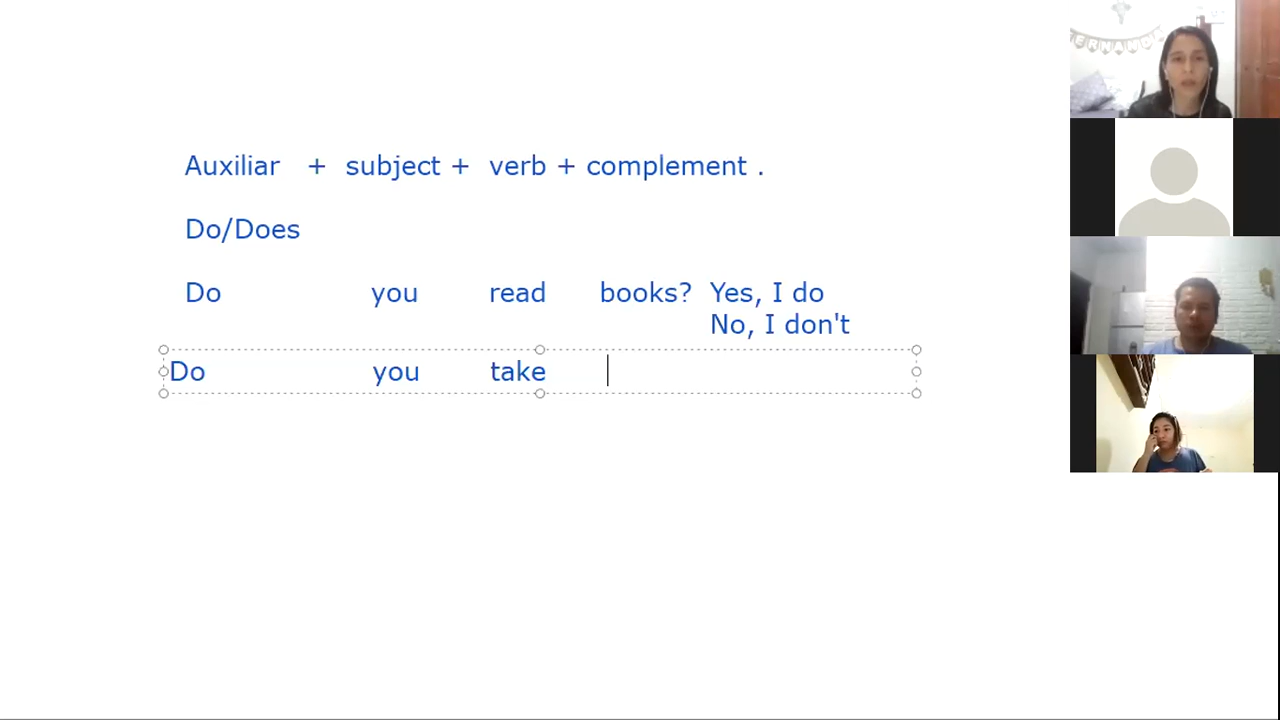 Auxiliar + subject + verb + complement .
Do/Does
Do you read books? Yes, I do
No, I don't
Do you take